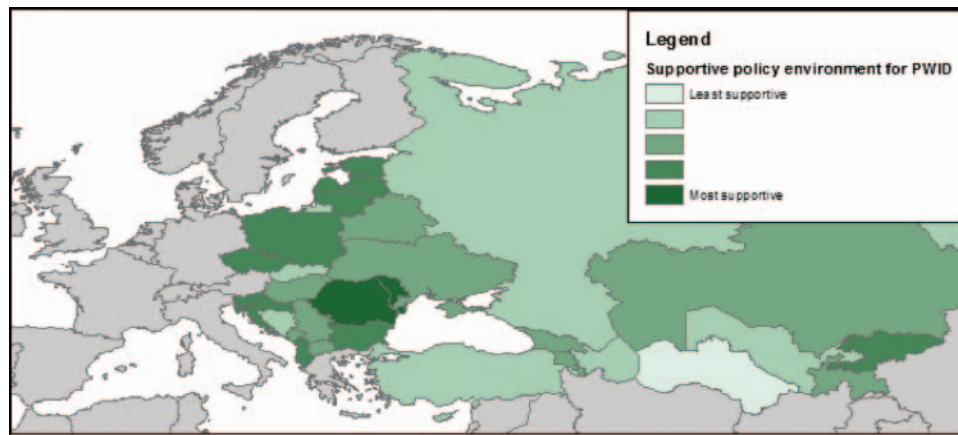 Legend
Supportive policy environment for PWID
Least supportive
Most supportive